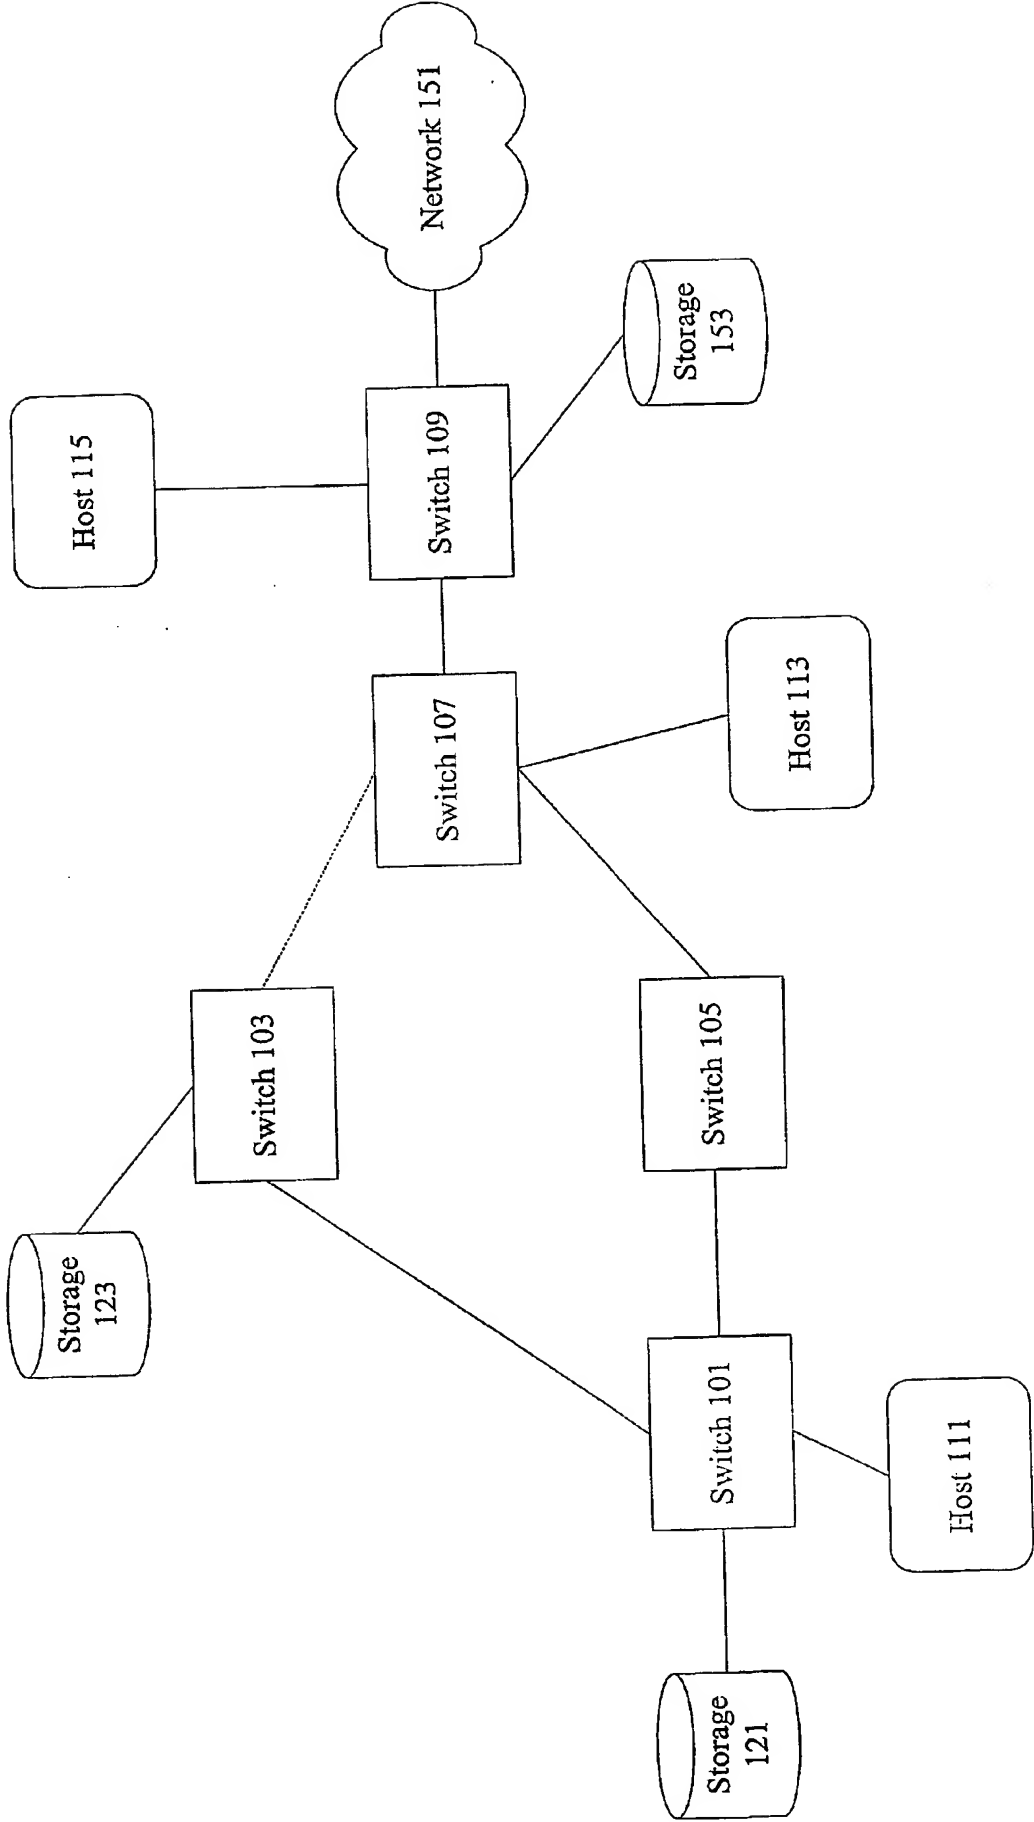 Host 115
Network 151
Storage
123
Switch 103
Switch 107
Switch 109
Storage
153
Switch 101
Switch 105
Host 113
Storage
121
Host 111